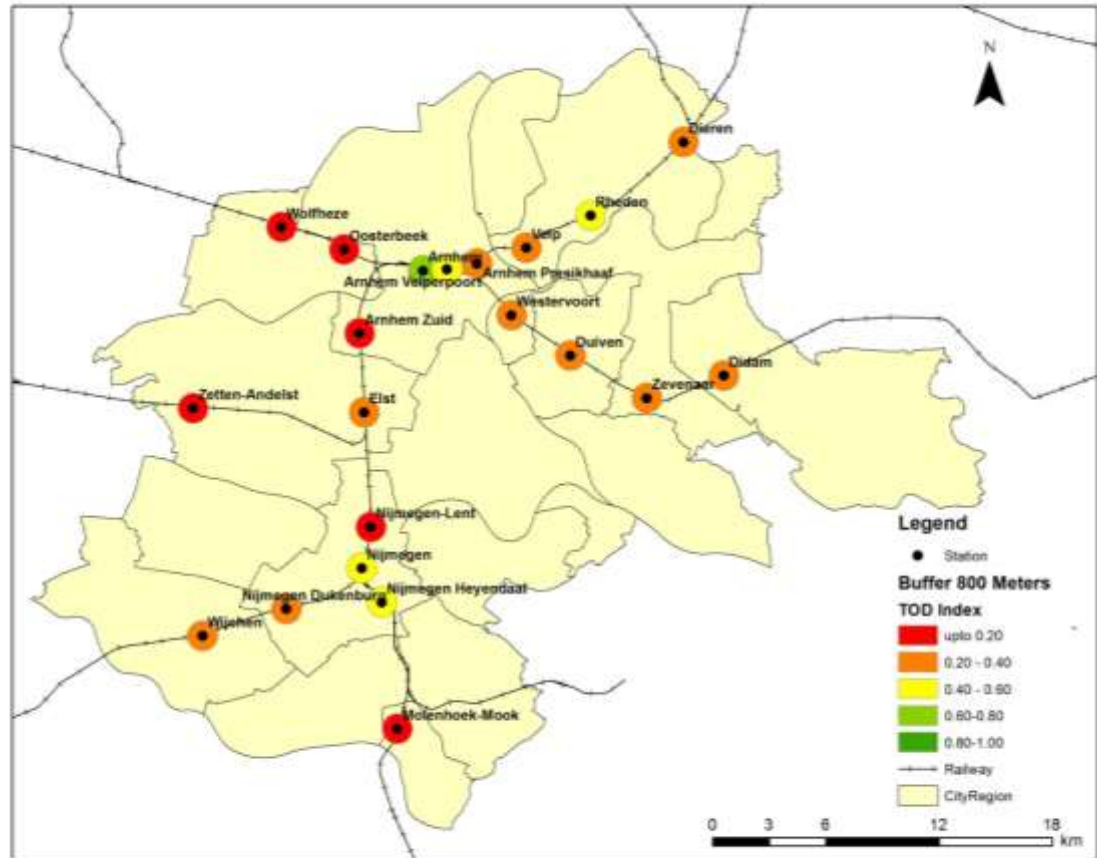 N
Dieren
Rheden
Wolfheze
Oosterbeek
Velp
Arnhem
Arnhem Presikhaaf
Arnhem Velperpoort
Westervoort
Arnhem Zuid
Duiven
Didam
Zevenaar
Zetten-Andelst
Elst
Nijmegen-Lent
Nijmegen
Nijmegen Heyendaal
Nijmegen Dukenburg
Wijchen
Molenhoek-Mook
Legend
Station
Buffer 800 Meters
TOD Index
upto 0.20
0.20 - 0.40
0.40 - 0.60
0.60-0.80
0.80-1.00
Railway
CityRegion
0 3 6 12 18
km